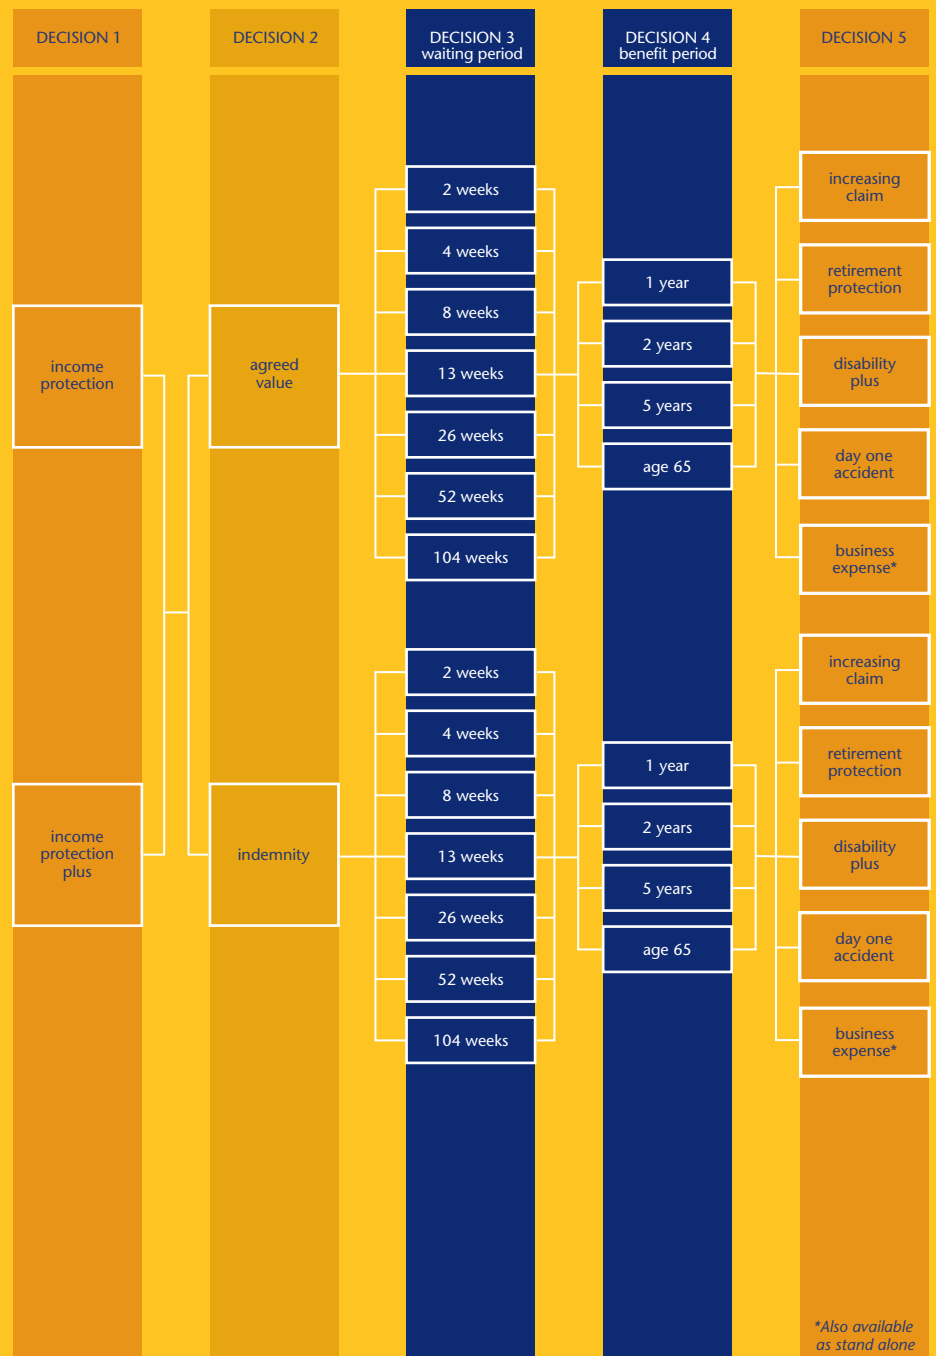 DECISION 1
DECISION 2
DECISION 3
waiting period
DECISION 4
benefit period
DECISION 5
income
protection
income
protection
plus
agreed
value
indemnity
2 weeks
4 weeks
8 weeks
13 weeks
26 weeks
52 weeks
104 weeks
2 weeks
4 weeks
8 weeks
13 weeks
26 weeks
52 weeks
104 weeks
1 year
2 years
5 years
age 65
1 year
2 years
5 years
age 65
increasing
claim
retirement
protection
disability
plus
day one
accident
business
expense*
increasing
claim
retirement
protection
disability
plus
day one
accident
business
expense*
*Also available
as stand alone